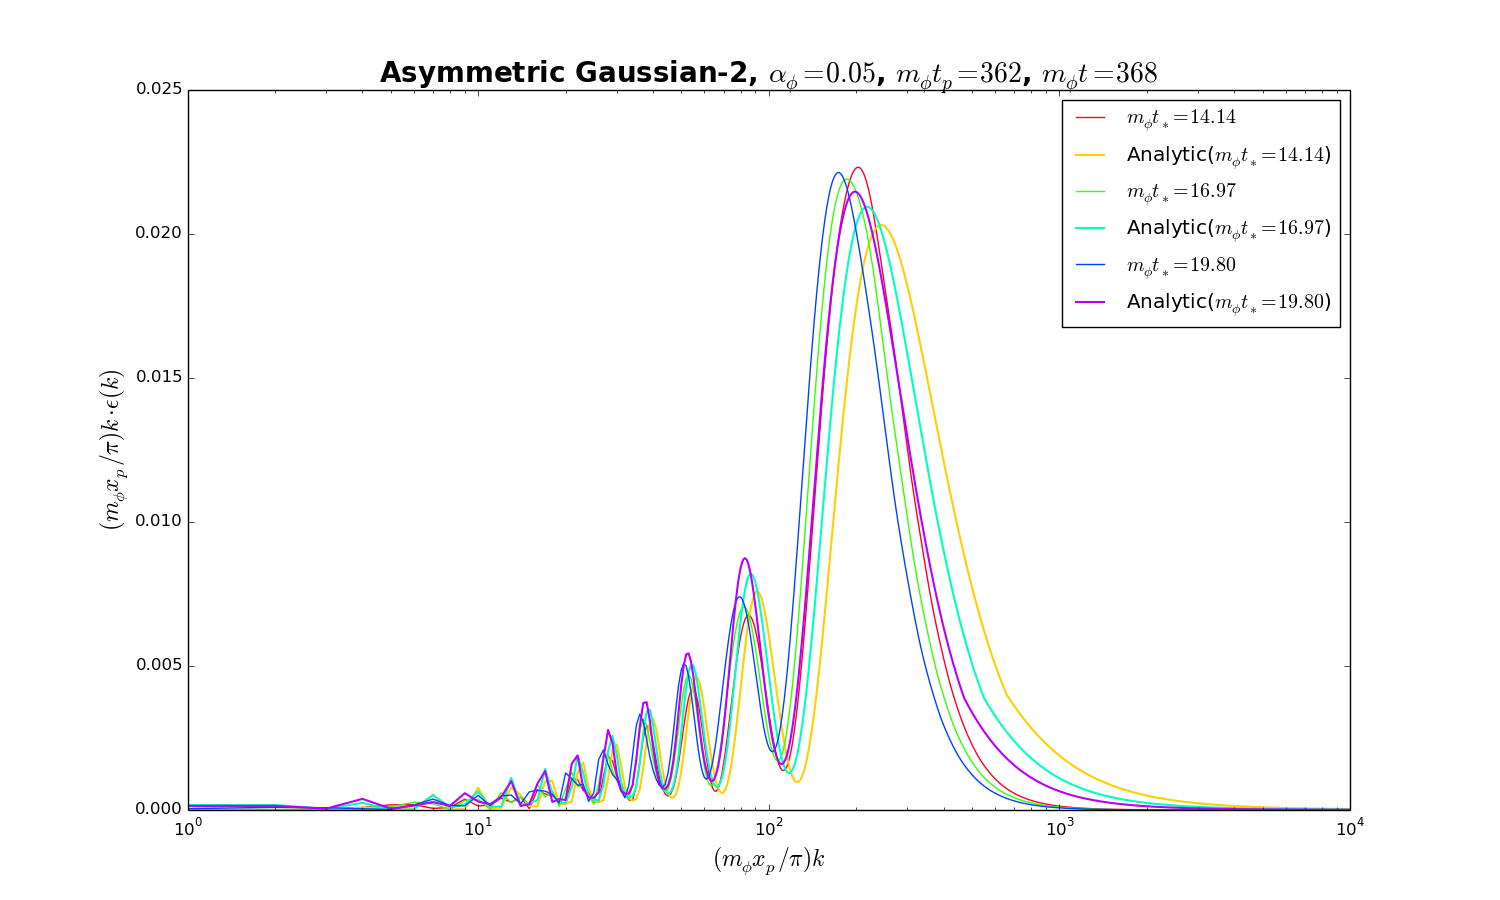 Asymmetric Gaussian-2, α_ϕ=0.05, m_ϕt_p=362, m_ϕt=368
0.025
0.020
0.015
0.010
0.005
0.000
(m_ϕx_p/π)k·ϵ(k)
m_ϕt_*=14.14
Analytic(m_ϕt_*=14.14)
m_ϕt_*=16.97
Analytic(m_ϕt_*=16.97)
m_ϕt_*=19.80
Analytic(m_ϕt_*=19.80)
10^0 10^1 10^2 10^3 10^4
(m_ϕx_p/π)k